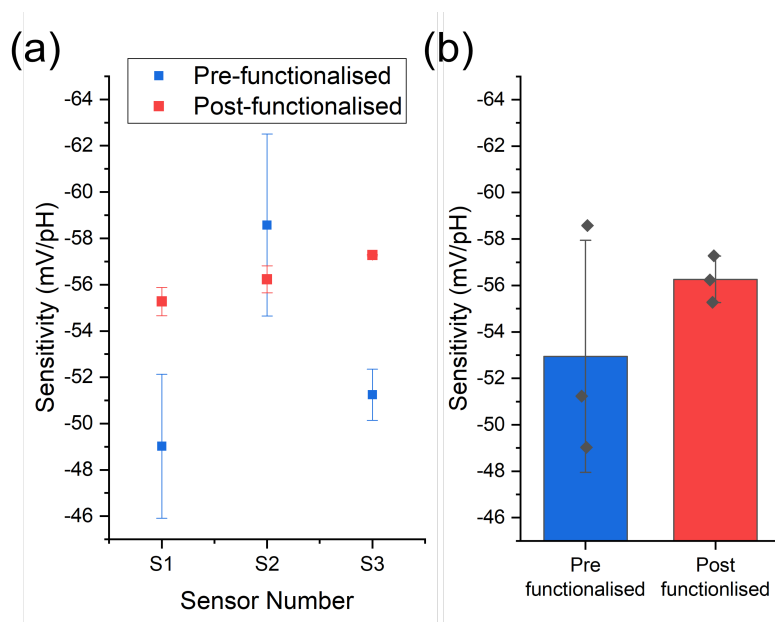 (a)
Pre-functionalised
Post-functionalised
-64
-62
-60
-58
-56
-54
-52
-50
-48
-46
Sensitivity (mV/pH)
S1
S2
S3
Sensor Number
(b)
-64
-62
-60
-58
-56
-54
-52
-50
-48
-46
Sensitivity (mV/pH)
Pre
functionalised
Post
functionlised